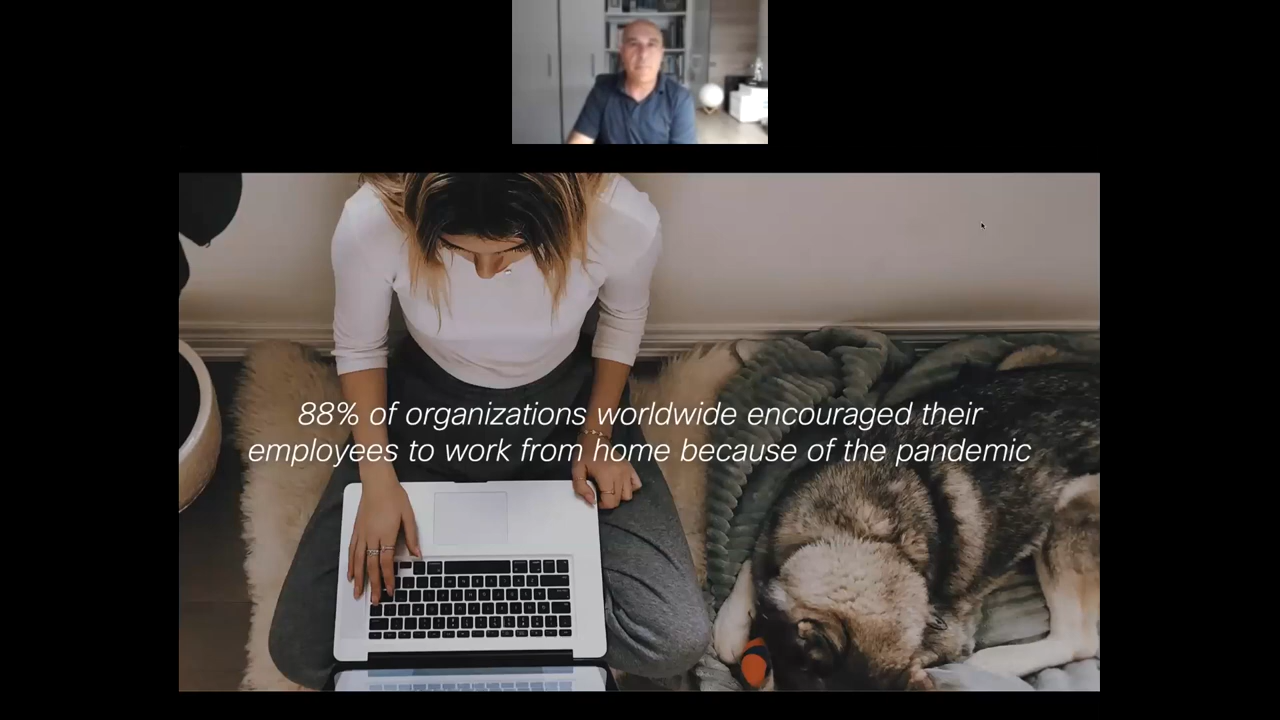 88% of organizations worldwide encouraged their
employees to work from home because of the pandemic